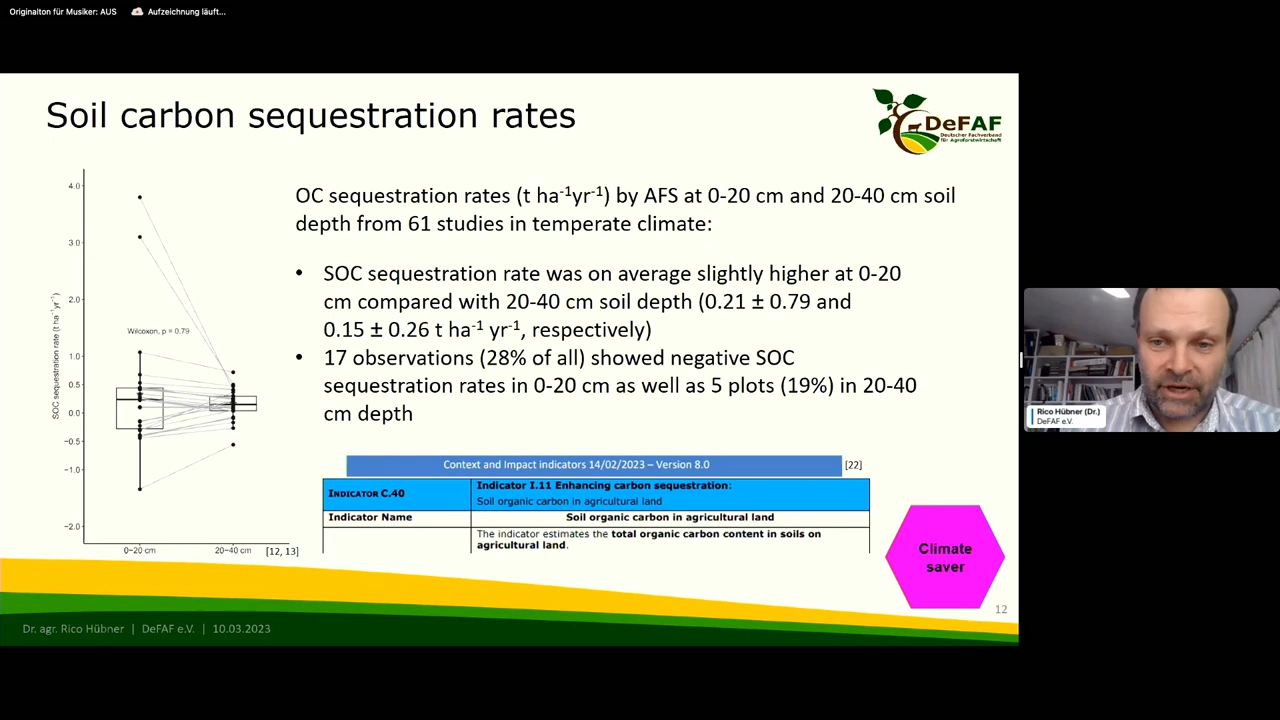 Originalton für Musiker: AUS
Aufzeichnung läuft...
Soil carbon sequestration rates
DeFAF
Deutscher Fachverband
für Agroforstwirtschaft
OC sequestration rates (t ha⁻¹yr⁻¹) by AFS at 0-20 cm and 20-40 cm soil
depth from 61 studies in temperate climate:
• SOC sequestration rate was on average slightly higher at 0-20
cm compared with 20-40 cm soil depth (0.21 ± 0.79 and
0.15 ± 0.26 t ha⁻¹ yr⁻¹, respectively)
• 17 observations (28% of all) showed negative SOC
sequestration rates in 0-20 cm as well as 5 plots (19%) in 20-40
cm depth
SOC sequestration rate (t ha⁻¹yr⁻¹)
4.0
3.0
2.0
Wilcoxon, p = 0.79
1.0
0.5
0.0
−0.5
−1.0
−2.0
0−20 cm
20−40 cm
[12, 13]
Context and Impact indicators 14/02/2023 – Version 8.0
[22]
INDICATOR C.40
Indicator I.11 Enhancing carbon sequestration:
Soil organic carbon in agricultural land
Indicator Name
Soil organic carbon in agricultural land
The indicator estimates the total organic carbon content in soils on
agricultural land.
Climate
saver
12
Dr. agr. Rico Hübner | DeFAF e.V. | 10.03.2023
Rico Hübner (Dr.)
DeFAF e.V.